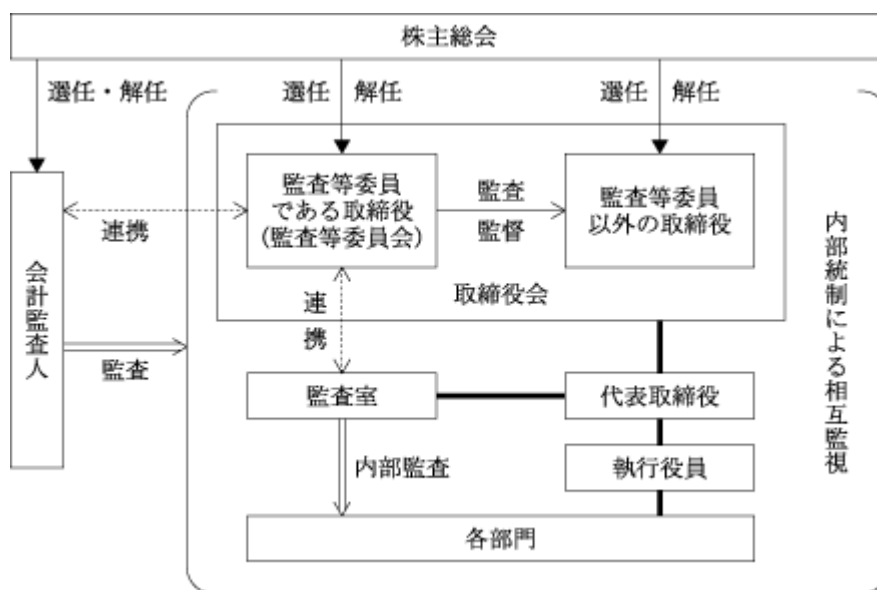 株主総会
選任・解任
選任
解任
選任
解任
監査等委員
である取締役
(監査等委員会)
監査
監督
監査等委員
以外の取締役
連携
取締役会
連
携
会計監査人
監査
監査室
代表取締役
内部監査
執行役員
各部門
内部統制による相互監視